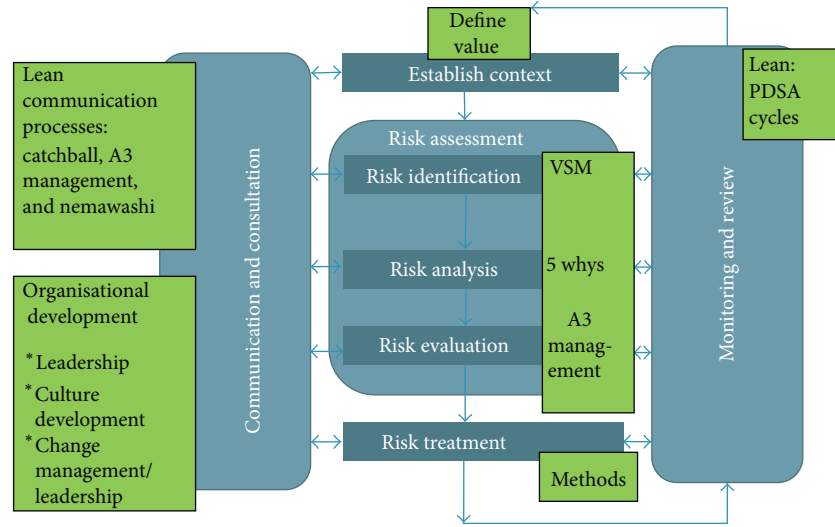 Define
value
Establish context
Lean
communication
processes:
catchball, A3
management,
and nemawashi
Lean:
PDSA
cycles
Risk assessment
Risk identification
VSM
Risk analysis
5 whys
Risk evaluation
A3
manag-
ement
Communication and consultation
Monitoring and review
Organisational
development
*Leadership
*Culture
development
*Change
management/
leadership
Risk treatment
Methods